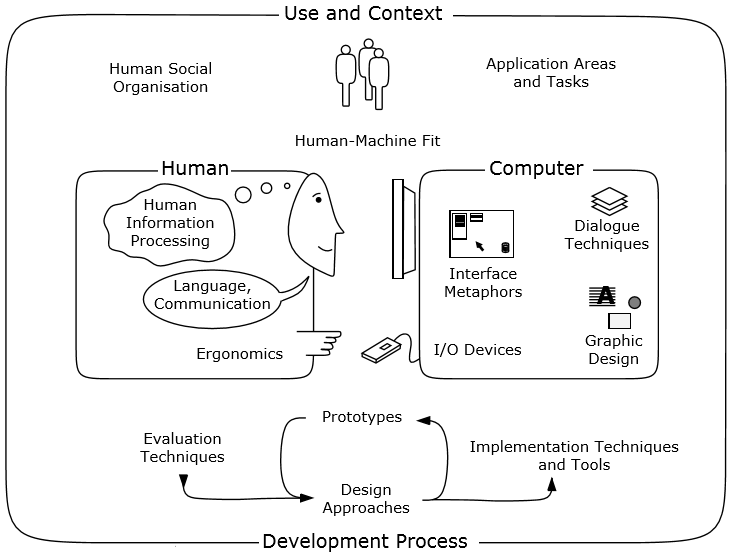 Use and Context
Human Social
Organisation
Application Areas
and Tasks
Human-Machine Fit
Human
Human
Information
Processing
Language,
Communication
Ergonomics
Computer
Interface
Metaphors
Dialogue
Techniques
A
Graphic
Design
I/O Devices
Prototypes
Evaluation
Techniques
Implementation Techniques
and Tools
Design
Approaches
Development Process